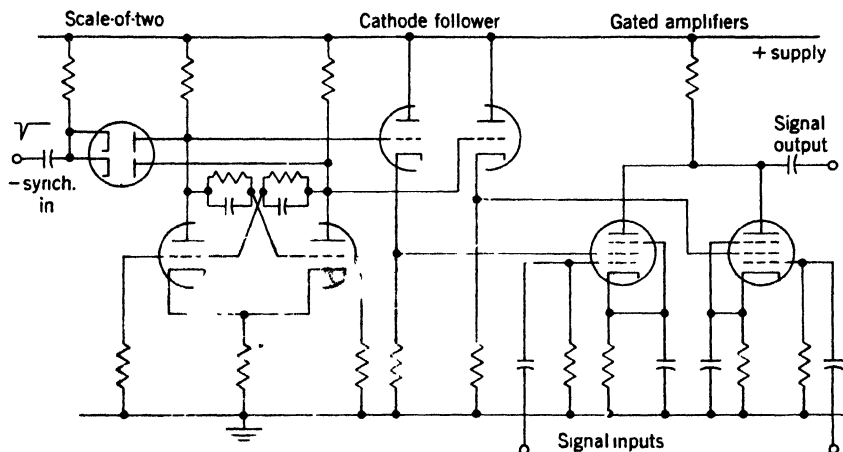 Scale-of-two
Cathode follower
Gated amplifiers
+ supply
Signal
output
− synch.
in
Signal inputs